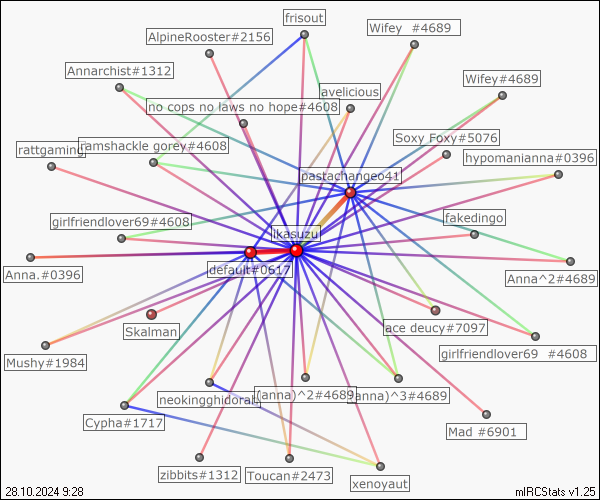 frisout
Wifey  #4689
AlpineRooster#2156
Annarchist#1312
Wifey#4689
avelicious
no cops no laws no hope#4608
Soxy Foxy#5076
rattgaming
ramshackle gorey#4608
hypomanianna#0396
pastachangeo41
girlfriendlover69#4608
fakedingo
ikasuzu
default#0617
Anna.#0396
Anna^2#4689
Skalman
ace deucy#7097
Mushy#1984
girlfriendlover69  #4608
(anna)^2#4689
(anna)^3#4689
neokingghidorah
Cypha#1717
Mad #6901
zibbits#1312
Toucan#2473
xenoyaut
28.10.2024 9:28
mIRCStats v1.25